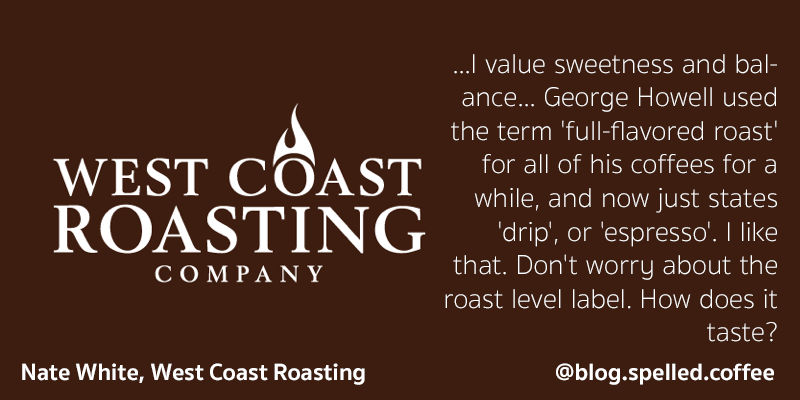 WEST COAST
ROASTING
COMPANY
...I value sweetness and bal-
ance... George Howell used
the term 'full-flavored roast'
for all of his coffees for a
while, and now just states
'drip', or 'espresso'. I like
that. Don't worry about the
roast level label. How does it
taste?
Nate White, West Coast Roasting
@blog.spelled.coffee